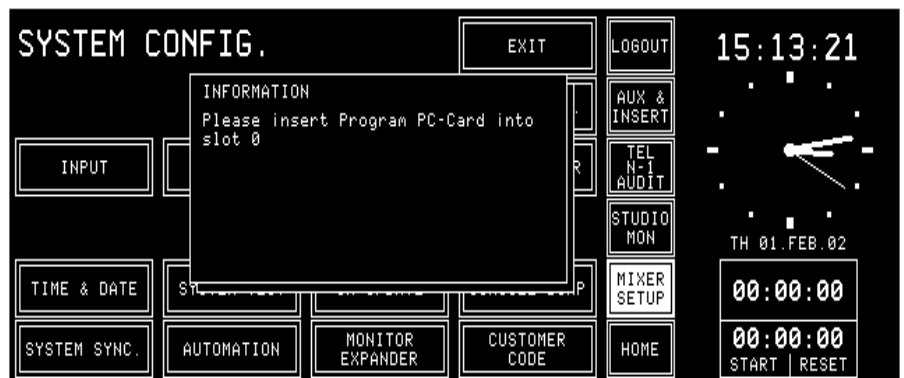 SYSTEM CONFIG.
EXIT
LOGOUT
15:13:21
INFORMATION
Please insert Program PC-Card into
slot 0
AUX &
INSERT
INPUT
TEL
N-1
AUDIT
STUDIO
MON
TH 01.FEB.02
TIME & DATE
MIXER
SETUP
00:00:00
SYSTEM SYNC.
AUTOMATION
MONITOR
EXPANDER
CUSTOMER
CODE
HOME
00:00:00
START | RESET